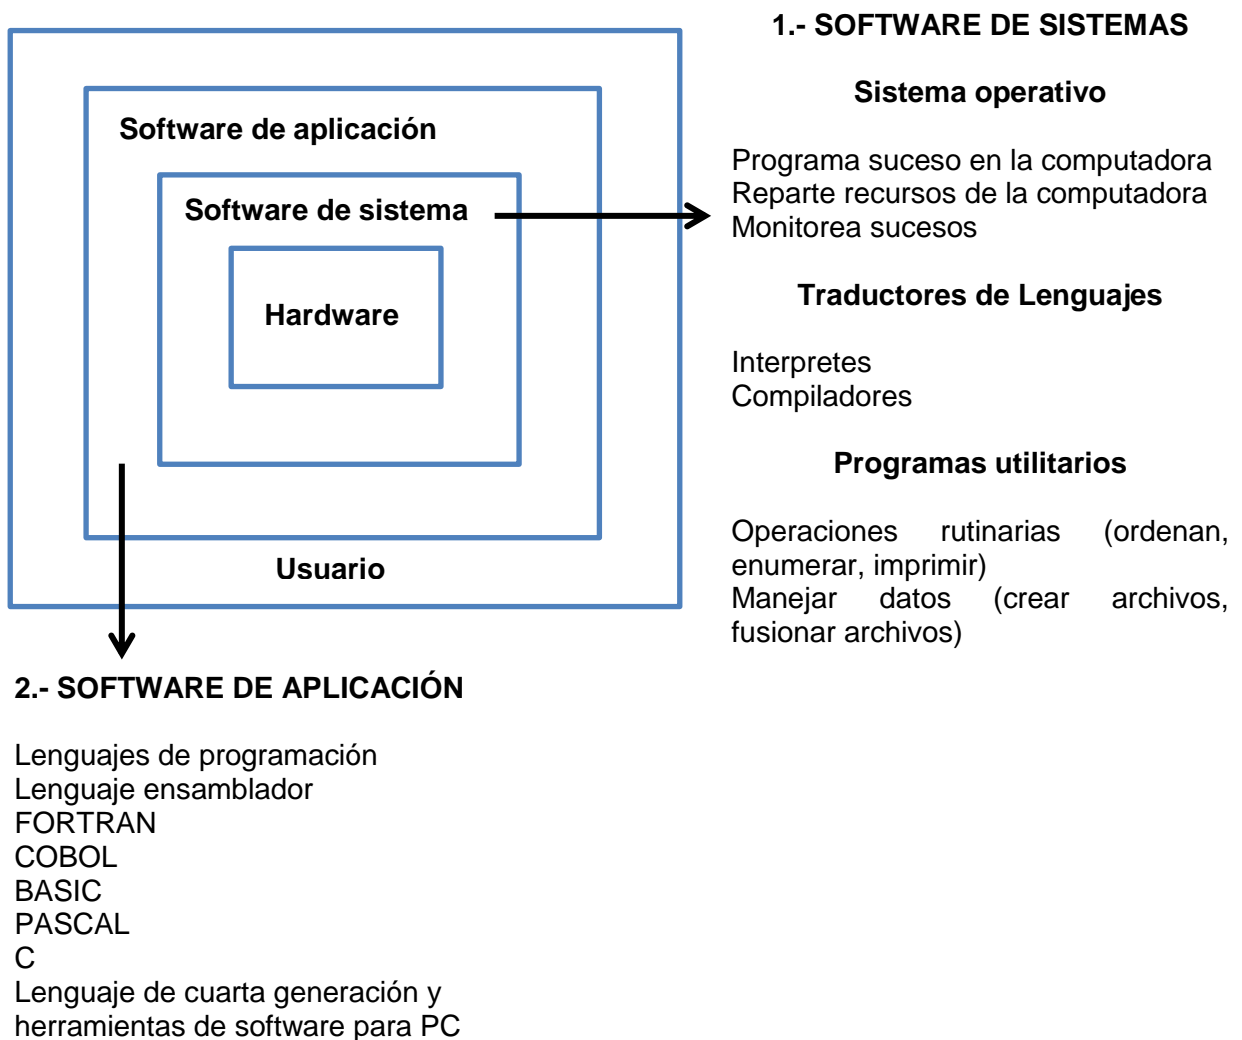 Software de aplicación
Software de sistema
Hardware
Usuario
1.- SOFTWARE DE SISTEMAS
Sistema operativo
Programa suceso en la computadora
Reparte recursos de la computadora
Monitorea sucesos
Traductores de Lenguajes
Interpretes
Compiladores
Programas utilitarios
Operaciones rutinarias (ordenan,
enumerar, imprimir)
Manejar datos (crear archivos,
fusionar archivos)
2.- SOFTWARE DE APLICACIÓN
Lenguajes de programación
Lenguaje ensamblador
FORTRAN
COBOL
BASIC
PASCAL
C
Lenguaje de cuarta generación y
herramientas de software para PC